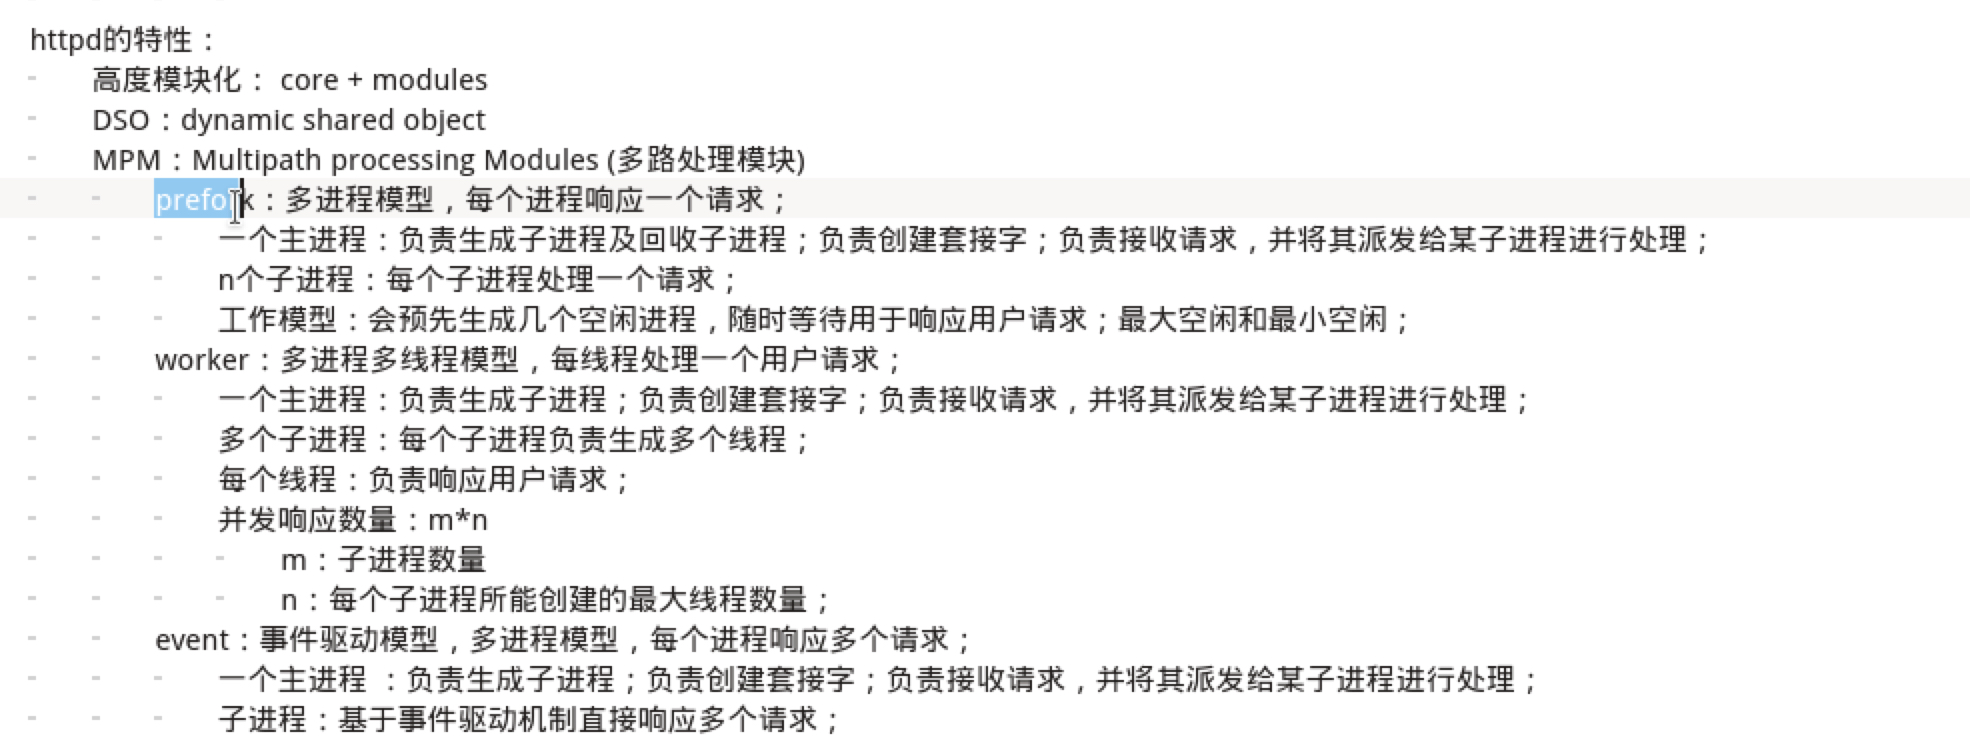 httpd的特性：
高度模块化： core + modules
DSO：dynamic shared object
MPM：Multipath processing Modules (多路处理模块)
prefork：多进程模型，每个进程响应一个请求；
一个主进程：负责生成子进程及回收子进程；负责创建套接字；负责接收请求，并将其派发给某子进程进行处理；
n个子进程：每个子进程处理一个请求；
工作模型：会预先生成几个空闲进程，随时等待用于响应用户请求；最大空闲和最小空闲；
worker：多进程多线程模型，每线程处理一个用户请求；
一个主进程：负责生成子进程；负责创建套接字；负责接收请求，并将其派发给某子进程进行处理；
多个子进程：每个子进程负责生成多个线程；
每个线程：负责响应用户请求；
并发响应数量：m*n
m：子进程数量
n：每个子进程所能创建的最大线程数量；
event：事件驱动模型，多进程模型，每个进程响应多个请求；
一个主进程 ：负责生成子进程；负责创建套接字；负责接收请求，并将其派发给某子进程进行处理；
子进程：基于事件驱动机制直接响应多个请求；